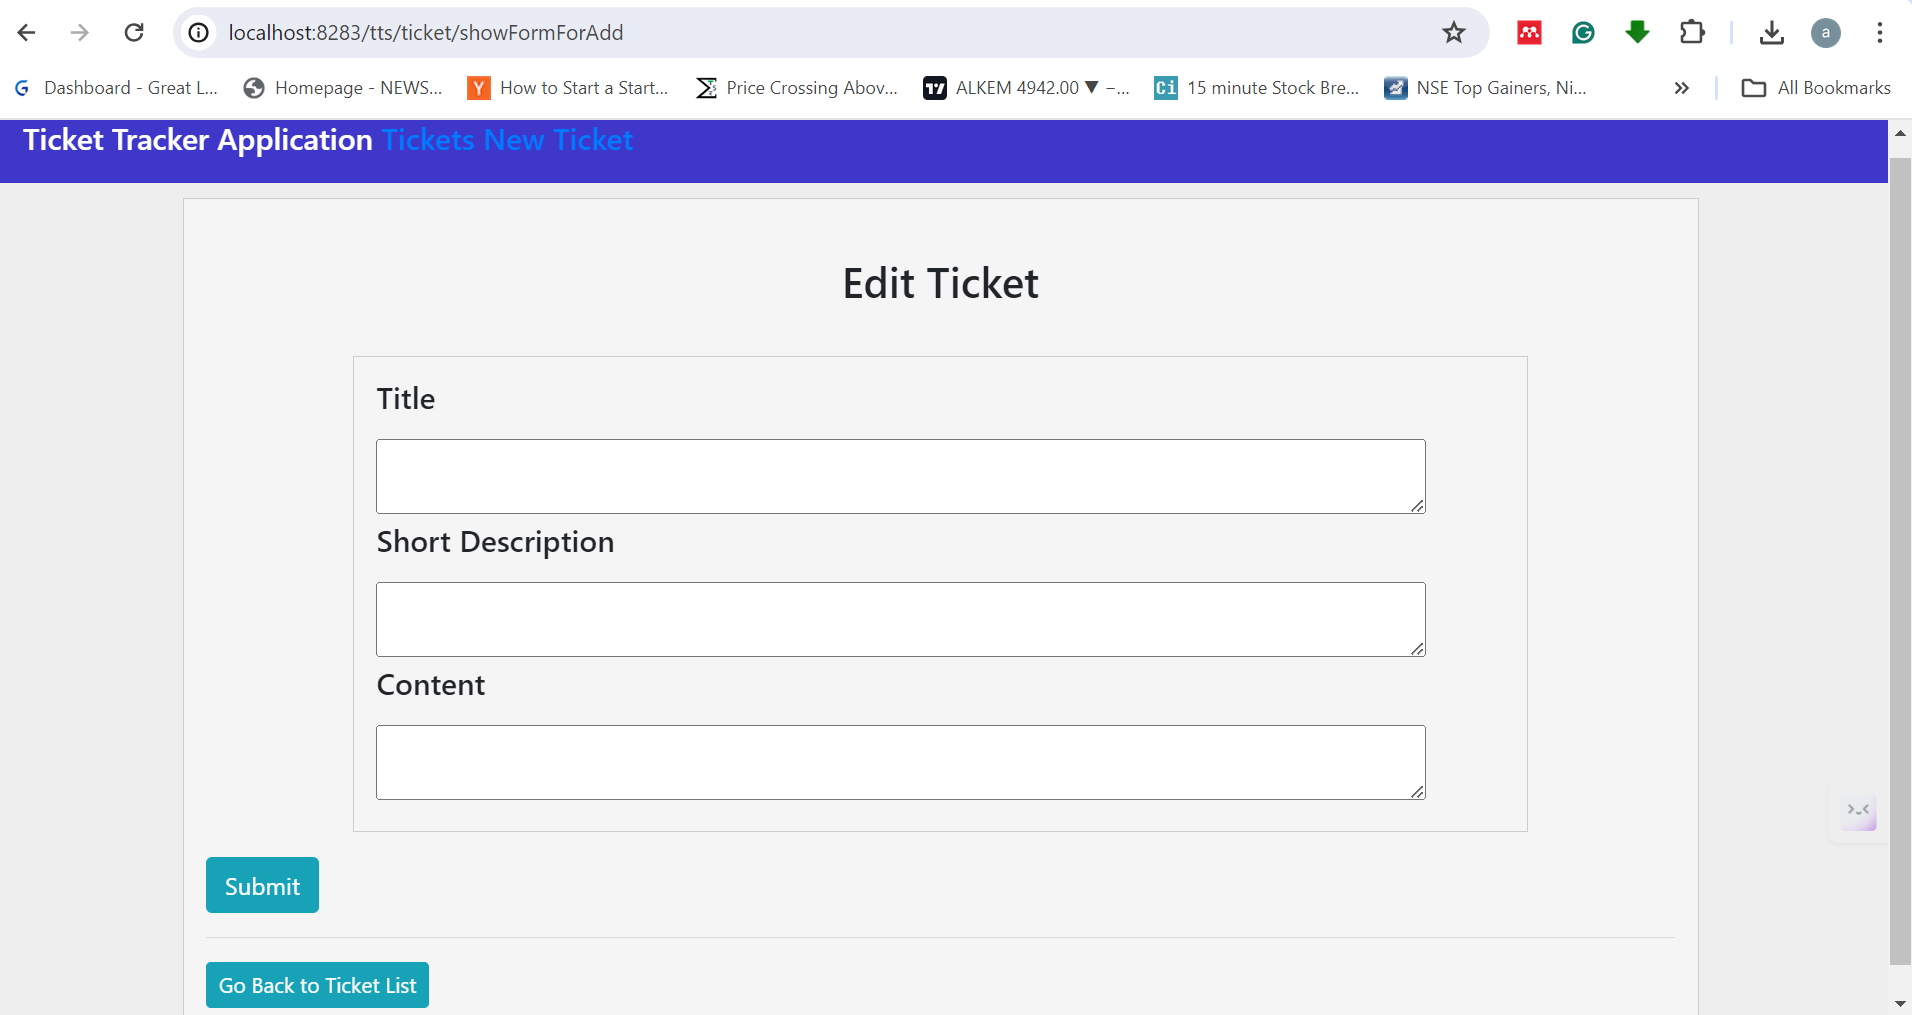 localhost:8283/tts/ticket/showFormForAdd
a
Dashboard - Great L... Homepage - NEWS... Y How to Start a Start... Price Crossing Abov... ALKEM 4942.00 ▼ −... Ci 15 minute Stock Bre... NSE Top Gainers, Ni... » All Bookmarks
Ticket Tracker Application Tickets New Ticket
Edit Ticket
Title
Short Description
Content
Submit
Go Back to Ticket List